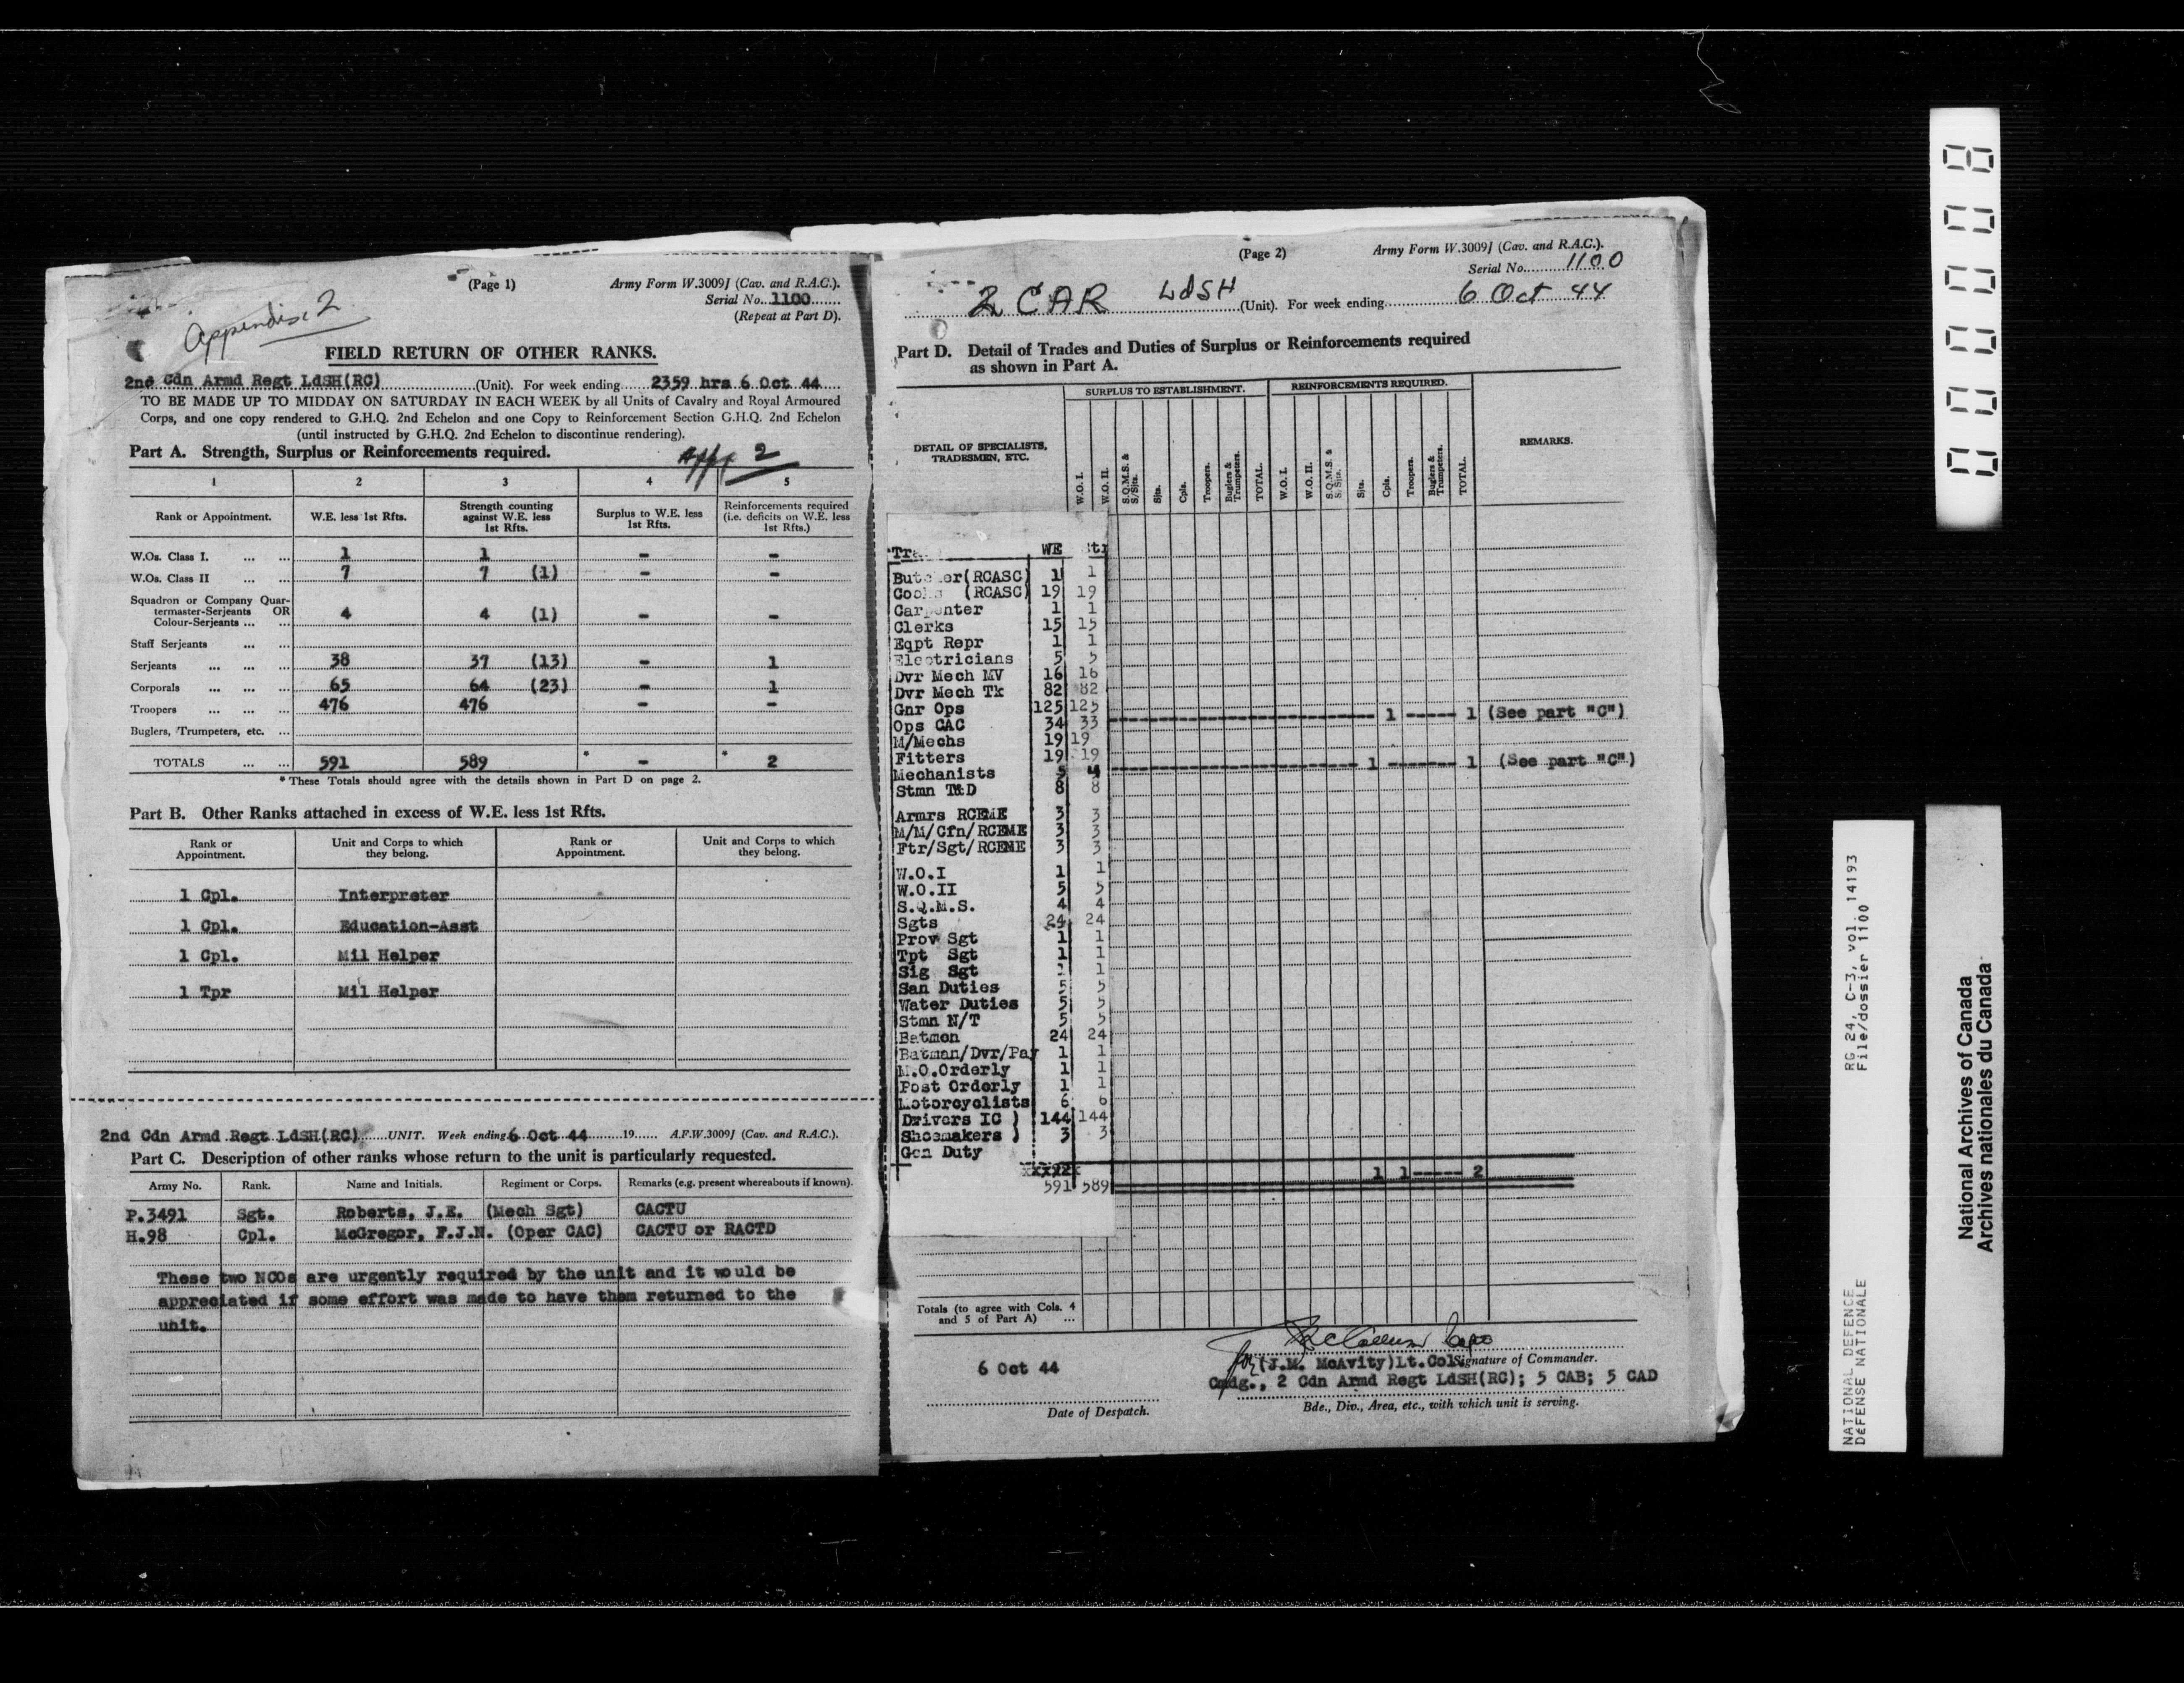 (Page 1) Army Form W.3009J (Cav. and R.A.C.).
Serial No. 1100
(Repeat at Part D).
Appendix 2
FIELD RETURN OF OTHER RANKS.
2nd Cdn Armd Regt LdSH(RC) (Unit). For week ending 2359 hrs 6 Oct 44
TO BE MADE UP TO MIDDAY ON SATURDAY IN EACH WEEK by all Units of Cavalry and Royal Armoured
Corps, and one copy rendered to G.H.Q. 2nd Echelon and one Copy to Reinforcement Section G.H.Q. 2nd Echelon
(until instructed by G.H.Q. 2nd Echelon to discontinue rendering).
Part A. Strength, Surplus or Reinforcements required.
App 2
1 2 3 4 5
Rank or Appointment. W.E. less 1st Rfts. Strength counting against W.E. less 1st Rfts. Surplus to W.E. less 1st Rfts. Reinforcements required (i.e. deficits on W.E. less 1st Rfts.)
W.Os. Class I. ... ... 1 1 - -
W.Os. Class II ... ... 7 7 (1) - -
Squadron or Company Quar-
termaster-Serjeants OR
Colour-Serjeants ... ... 4 4 (1) - -
Staff Serjeants ... ...
Serjeants ... ... ... 38 37 (13) - 1
Corporals ... ... ... 65 64 (23) - 1
Troopers ... ... ... 476 476 - -
Buglers, Trumpeters, etc. ...
TOTALS ... ... 591 589 * - * 2
* These Totals should agree with the details shown in Part D on page 2.
Part B. Other Ranks attached in excess of W.E. less 1st Rfts.
Rank or Appointment. Unit and Corps to which they belong. Rank or Appointment. Unit and Corps to which they belong.
1 Cpl. Interpreter
1 Cpl. Education-Asst
1 Cpl. Mil Helper
1 Tpr Mil Helper
2nd Cdn Armd Regt LdSH(RC) UNIT. Week ending 6 Oct 44 19...... A.F.W.3009J (Cav. and R.A.C.).
Part C. Description of other ranks whose return to the unit is particularly requested.
Army No. Rank. Name and Initials. Regiment or Corps. Remarks (e.g. present whereabouts if known).
P.3491 Sgt. Roberts, J.E. (Mech Sgt) CACTU
H.98 Cpl. McGregor, F.J.N. (Oper CAC) CACTU or RACTD
These two NCOs are urgently required by the unit and it would be
appreciated if some effort was made to have them returned to the
unit.
(Page 2) Army Form W.3009J (Cav. and R.A.C.).
Serial No. 1100
2 CAR LdSH (Unit). For week ending 6 Oct 44
Part D. Detail of Trades and Duties of Surplus or Reinforcements required
as shown in Part A.
SURPLUS TO ESTABLISHMENT. REINFORCEMENTS REQUIRED.
DETAIL OF SPECIALISTS, TRADESMEN, ETC. REMARKS.
W.O. I. W.O. II. S.Q.M.S. & S/Sjts. Sjts. Cpls. Troopers. Buglers & Trumpeters. TOTAL. W.O. I. W.O. II. S.Q.M.S. & S/Sjts. Sjts. Cpls. Troopers. Buglers & Trumpeters. TOTAL.
WE Str
Butcher(RCASC) 1 1
Cooks (RCASC) 19 19
Carpenter 1 1
Clerks 15 15
Eqpt Repr 1 1
Electricians 5 5
Dvr Mech MV 16 16
Dvr Mech Tk 82 82
Gnr Ops 125 125
Ops CAC 34 33 1 1 (See part "C")
M/Mechs 19 19
Fitters 19 19
Mechanists 5 4 1 1 (See part "C")
Stmn T&D 8 8
Armrs RCEME 3 3
M/M/Cfn/RCEME 3 3
Ftr/Sgt/RCEME 3 3
W.O.I 1 1
W.O.II 5 5
S.Q.M.S. 4 4
Sgts 24 24
Prov Sgt 1 1
Tpt Sgt 1 1
Sig Sgt 1 1
San Duties 5 5
Water Duties 5 5
Stmn N/T 5 5
Batmen 24 24
Batman/Dvr/Pay 1 1
M.O.Orderly 1 1
Post Orderly 1 1
Motorcyclists 6 6
Drivers IC ) 144 144
Shoemakers ) 3 3
Gen Duty
1 1 2
591 589
Totals (to agree with Cols. 4
and 5 of Part A) ...
6 Oct 44
Date of Despatch.
for (J.M. McAvity)Lt.Col. Signature of Commander.
Cmdg., 2 Cdn Armd Regt LdSH(RC); 5 CAB; 5 CAD
Bde., Div., Area, etc., with which unit is serving.
000008
RG 24, C-3, vol. 14193
File/dossier 1100
NATIONAL DEFENCE
DÉFENSE NATIONALE
National Archives of Canada
Archives nationales du Canada